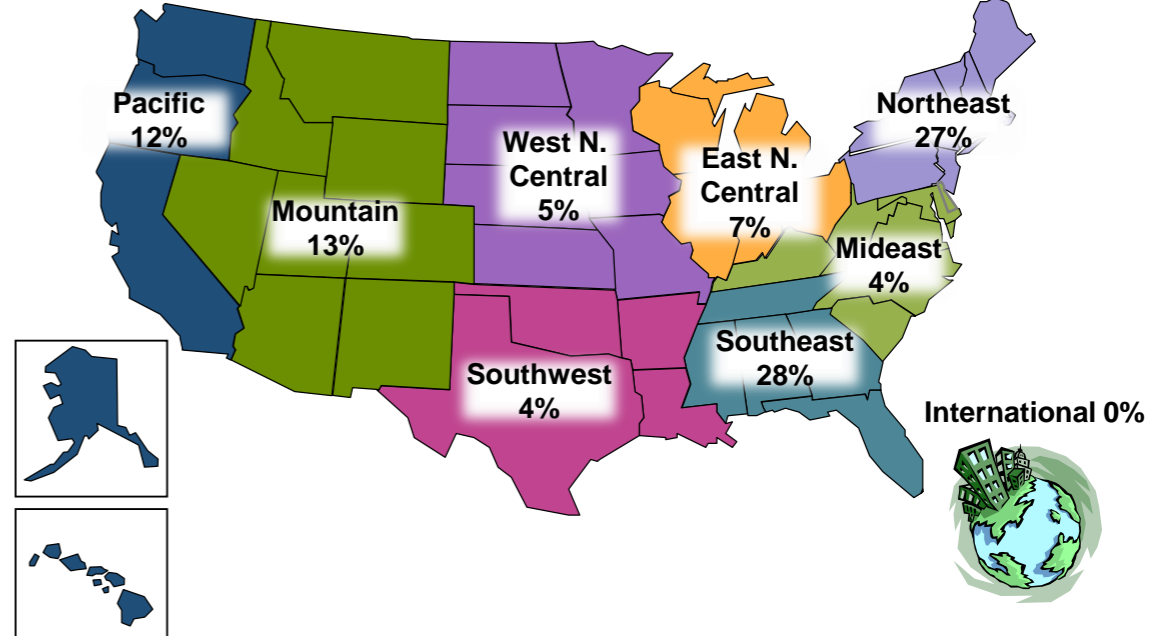 Pacific
12%
Mountain
13%
West N.
Central
5%
East N.
Central
7%
Northeast
27%
Mideast
4%
Southeast
28%
Southwest
4%
International 0%